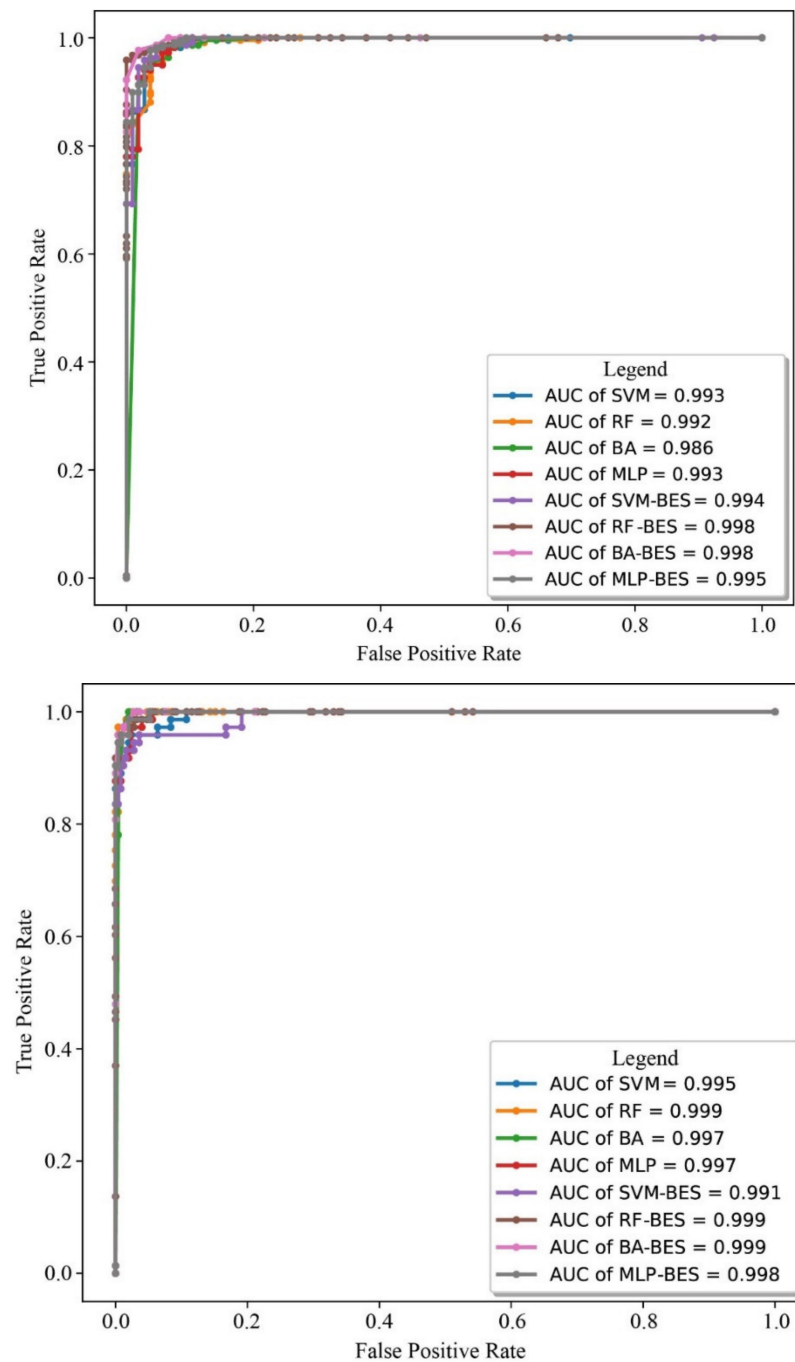 1.0
0.8
0.6
0.4
0.2
0.0
True Positive Rate
Legend
AUC of SVM = 0.993
AUC of RF = 0.992
AUC of BA = 0.986
AUC of MLP = 0.993
AUC of SVM-BES = 0.994
AUC of RF-BES = 0.998
AUC of BA-BES = 0.998
AUC of MLP-BES = 0.995
0.0 0.2 0.4 0.6 0.8 1.0
False Positive Rate
1.0
0.8
0.6
0.4
0.2
0.0
True Positive Rate
Legend
AUC of SVM = 0.995
AUC of RF = 0.999
AUC of BA = 0.997
AUC of MLP = 0.997
AUC of SVM-BES = 0.991
AUC of RF-BES = 0.999
AUC of BA-BES = 0.999
AUC of MLP-BES = 0.998
0.0 0.2 0.4 0.6 0.8 1.0
False Positive Rate